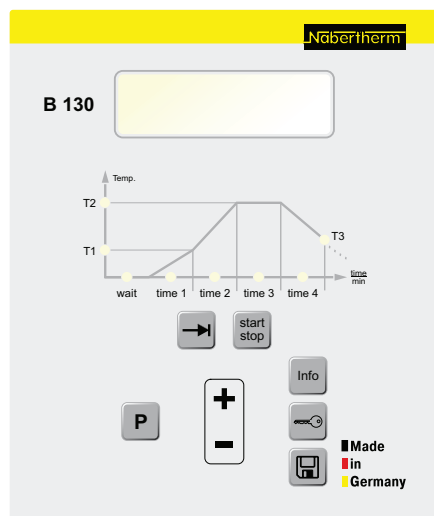 Nabertherm
B 130
Temp.
T2
T1
T3
time
min
wait time 1 time 2 time 3 time 4
start
stop
Info
P
+
-
Made
in
Germany